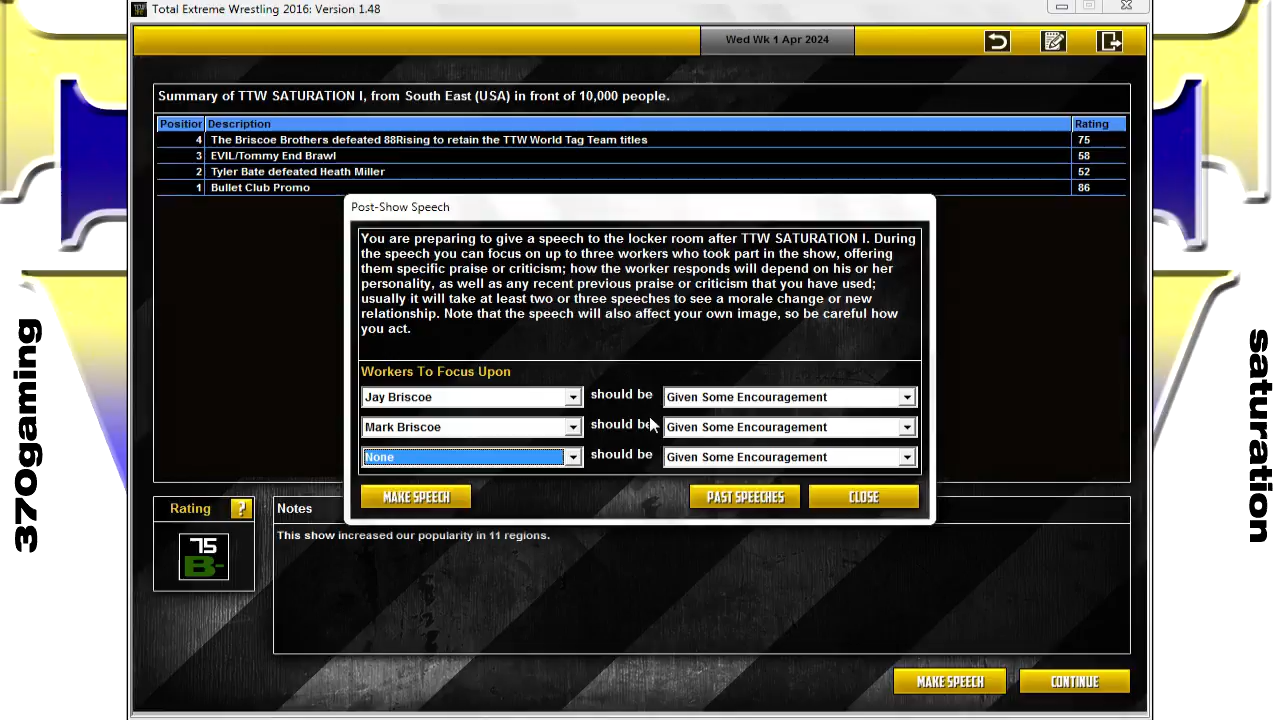 Total Extreme Wrestling 2016: Version 1.48
Wed Wk 1 Apr 2024
Summary of TTW SATURATION I, from South East (USA) in front of 10,000 people.
Position Description Rating
4 The Briscoe Brothers defeated 88Rising to retain the TTW World Tag Team titles 75
3 EVIL/Tommy End Brawl 58
2 Tyler Bate defeated Heath Miller 52
1 Bullet Club Promo 86
Post-Show Speech
You are preparing to give a speech to the locker room after TTW SATURATION I. During
the speech you can focus on up to three workers who took part in the show, offering
them specific praise or criticism; how the worker responds will depend on his or her
personality, as well as any recent previous praise or criticism that you have used;
usually it will take at least two or three speeches to see a morale change or new
relationship. Note that the speech will also affect your own image, so be careful how
you act.
Workers To Focus Upon
Jay Briscoe should be Given Some Encouragement
Mark Briscoe should be Given Some Encouragement
None should be Given Some Encouragement
MAKE SPEECH PAST SPEECHES CLOSE
Rating ? Notes
75
B-
This show increased our popularity in 11 regions.
MAKE SPEECH CONTINUE
370gaming
saturation